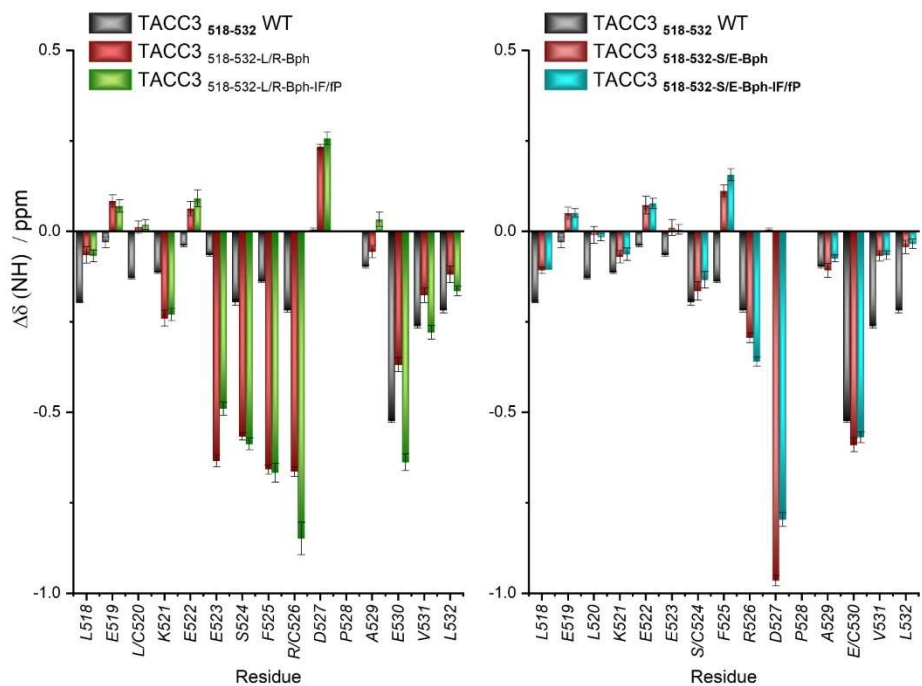 TACC3 518-532 WT
TACC3 518-532-L/R-Bph
TACC3 518-532-L/R-Bph-IF/fP
0.5
0.0
-0.5
-1.0
Δδ (NH) / ppm
L518
E519
L/C520
K521
E522
E523
S524
F525
R/C526
D527
P528
A529
E530
V531
L532
Residue
TACC3 518-532 WT
TACC3 518-532-S/E-Bph
TACC3 518-532-S/E-Bph-IF/fP
0.5
0.0
-0.5
-1.0
L518
E519
L520
K521
E522
E523
S/C524
F525
R526
D527
P528
A529
E/C530
V531
L532
Residue